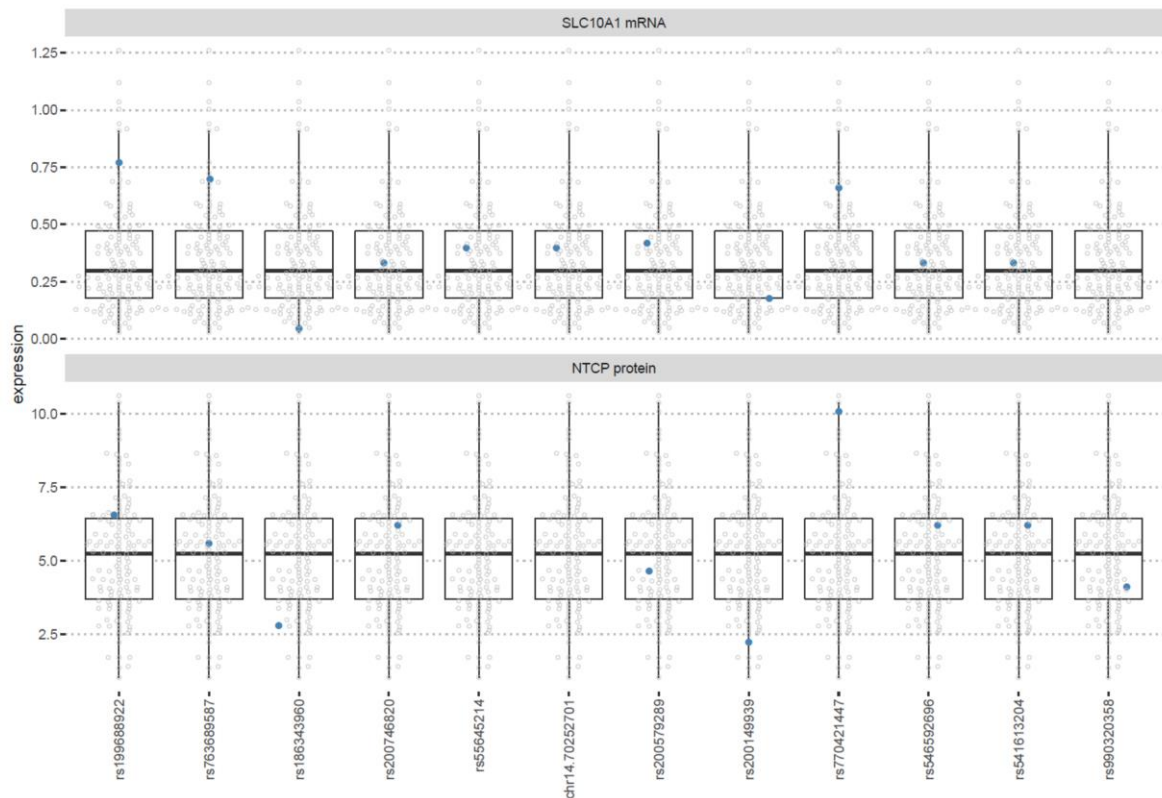 SLC10A1 mRNA
1.25
1.00
0.75
0.50
0.25
0.00
NTCP protein
10.0
7.5
5.0
2.5
expression
rs199688922
rs763689587
rs186343960
rs200746820
rs55645214
chr14.70252701
rs200579289
rs200149939
rs770421447
rs546592696
rs541613204
rs990320358